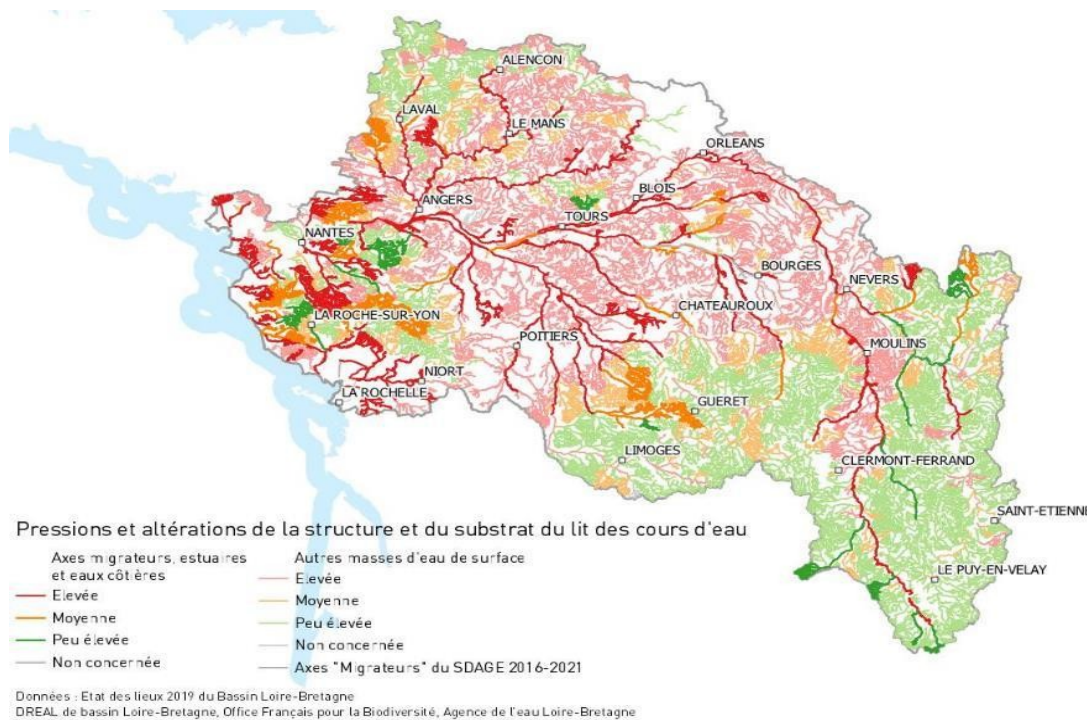 ALENCON
LAVAL
LE MANS
ORLEANS
BLOIS
ANGERS
TOURS
NANTES
BOURGES
NEVERS
CHATEAUROUX
LA ROCHE-SUR-YON
POITIERS
MOULINS
NIORT
LA ROCHELLE
GUERET
LIMOGES
CLERMONT-FERRAND
SAINT-ETIENNE
LE PUY-EN-VELAY
Pressions et altérations de la structure et du substrat du lit des cours d'eau
Axes migrateurs, estuaires
et eaux côtières
Elevée
Moyenne
Peu élevée
Non concernée
Autres masses d'eau de surface
Elevée
Moyenne
Peu élevée
Non concernée
Axes "Migrateurs" du SDAGE 2016-2021
Données : Etat des lieux 2019 du Bassin Loire-Bretagne
DREAL de bassin Loire-Bretagne, Office Français pour la Biodiversité, Agence de l'eau Loire-Bretagne